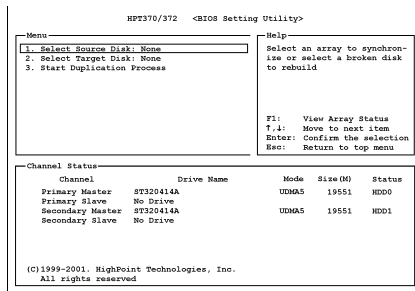 HPT370/372 <BIOS Setting Utility>
Menu
1. Select Source Disk: None
2. Select Target Disk: None
3. Start Duplication Process
Help
Select an array to synchron-
ize or select a broken disk
to rebuild
F1: View Array Status
↑,↓: Move to next item
Enter: Confirm the selection
Esc: Return to top menu
Channel Status
Channel Drive Name Mode Size(M) Status
Primary Master ST320414A UDMA5 19551 HDD0
Primary Slave No Drive
Secondary Master ST320414A UDMA5 19551 HDD1
Secondary Slave No Drive
(C)1999-2001. HighPoint Technologies, Inc.
All rights reserved